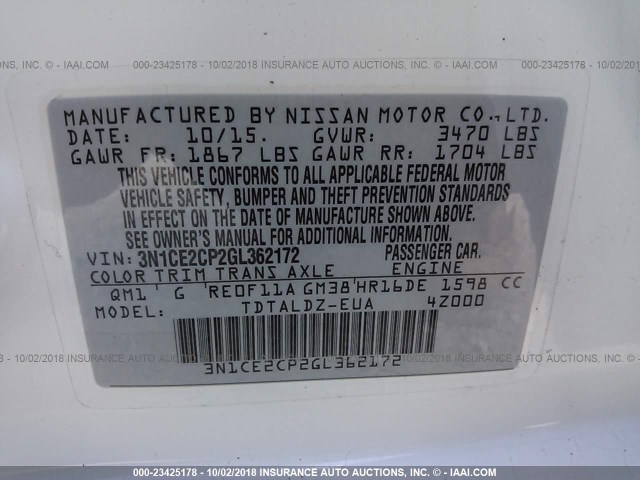 000-23425178 - 10/02/2018 INSURANCE AUTO AUCTIONS, INC. - © IAAI.COM
MANUFACTURED BY NISSAN MOTOR CO., LTD.
DATE: 10/15. GVWR: 3470 LBS
GAWR FR: 1867 LBS GAWR RR: 1704 LBS
THIS VEHICLE CONFORMS TO ALL APPLICABLE FEDERAL MOTOR
VEHICLE SAFETY, BUMPER AND THEFT PREVENTION STANDARDS
IN EFFECT ON THE DATE OF MANUFACTURE SHOWN ABOVE.
SEE OWNER'S MANUAL FOR ADDITIONAL INFORMATION.
VIN: 3N1CE2CP2GL362172 PASSENGER CAR.
COLOR TRIM TRANS AXLE ENGINE
QM1 G RE0F11A GM38 HR16DE 1598 CC
MODEL: TDTALDZ-EUA 4Z000
3N1CE2CP2GL362172
000-23425178 - 10/02/2018 INSURANCE AUTO AUCTIONS, INC. - © IAAI.COM
000-23425178 - 10/02/2018 INSURANCE AUTO AUCTIONS, INC. - © IAAI.COM